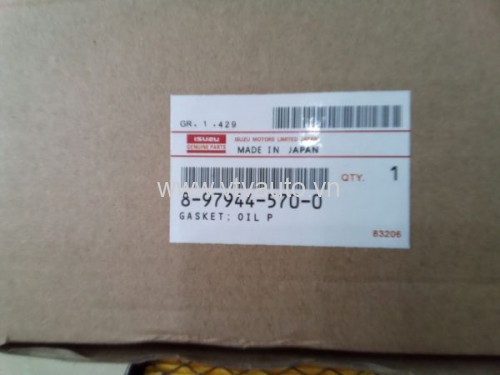 GR. 1 .429
ISUZU
GENUINE PARTS
ISUZU MOTORS LIMITED JAPAN
MADE IN JAPAN
QTY. 1
www.vtvauto.vn
8-97944-570-0
GASKET: OIL P
83206